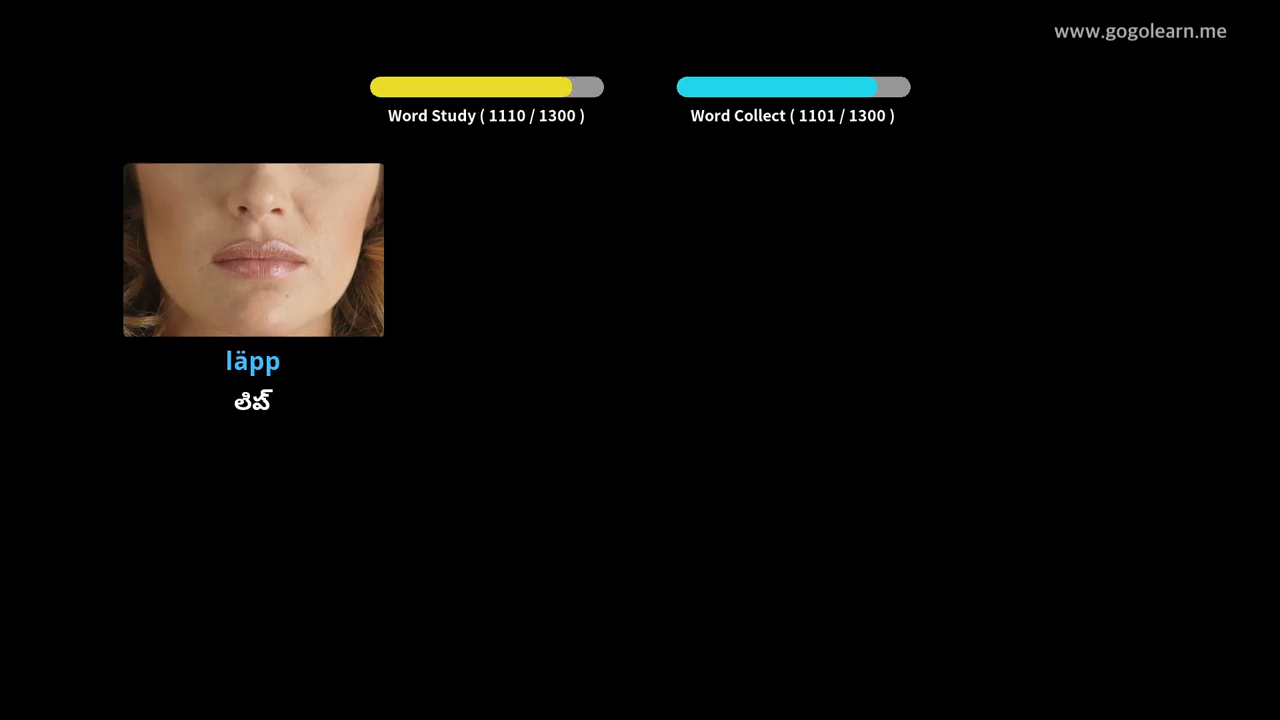 www.gogolearn.me
Word Study ( 1110 / 1300 )
Word Collect ( 1101 / 1300 )
läpp
లిప్